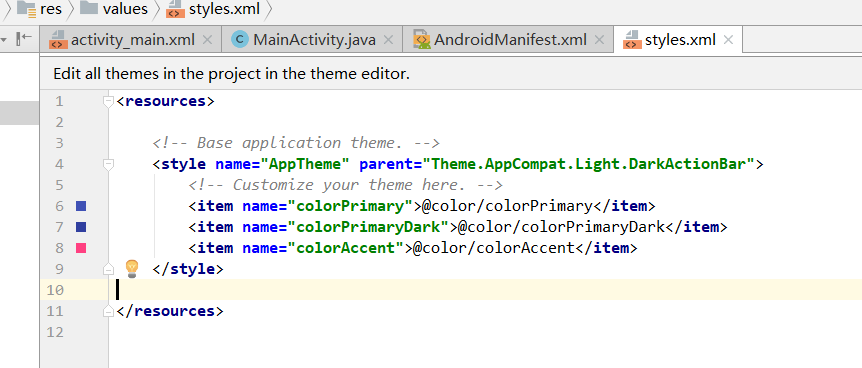 res values styles.xml
activity_main.xml MainActivity.java AndroidManifest.xml styles.xml
Edit all themes in the project in the theme editor.
1 <resources>
2
3 <!-- Base application theme. -->
4 <style name="AppTheme" parent="Theme.AppCompat.Light.DarkActionBar">
5 <!-- Customize your theme here. -->
6 <item name="colorPrimary">@color/colorPrimary</item>
7 <item name="colorPrimaryDark">@color/colorPrimaryDark</item>
8 <item name="colorAccent">@color/colorAccent</item>
9 </style>
10
11 </resources>
12